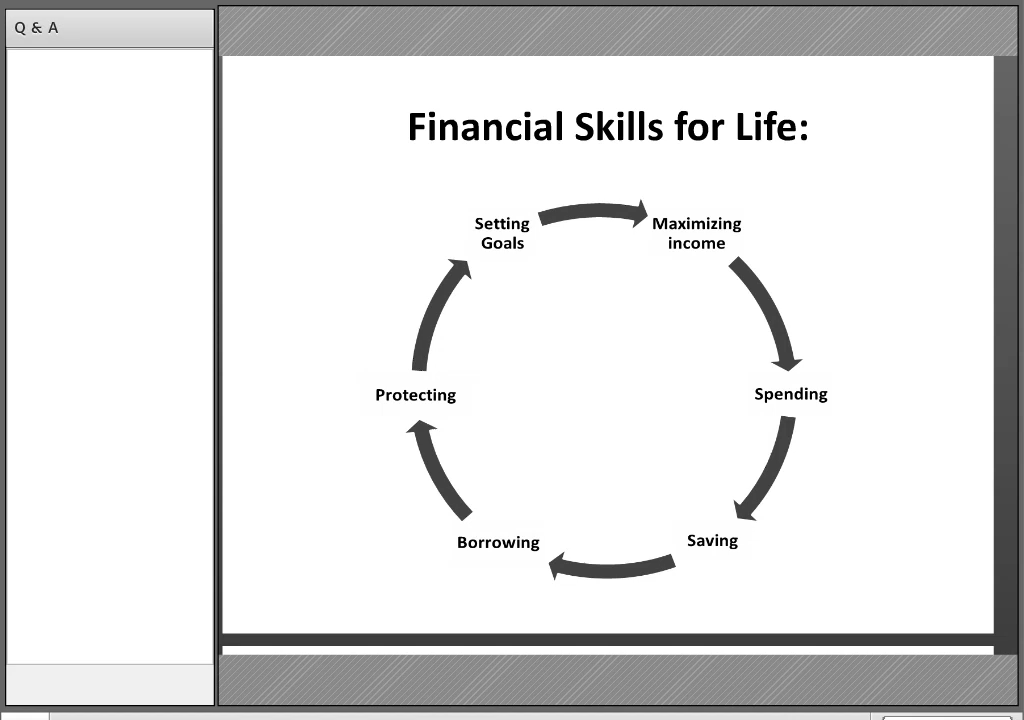 Q & A
Financial Skills for Life:
Setting
Goals
Maximizing
income
Spending
Saving
Borrowing
Protecting